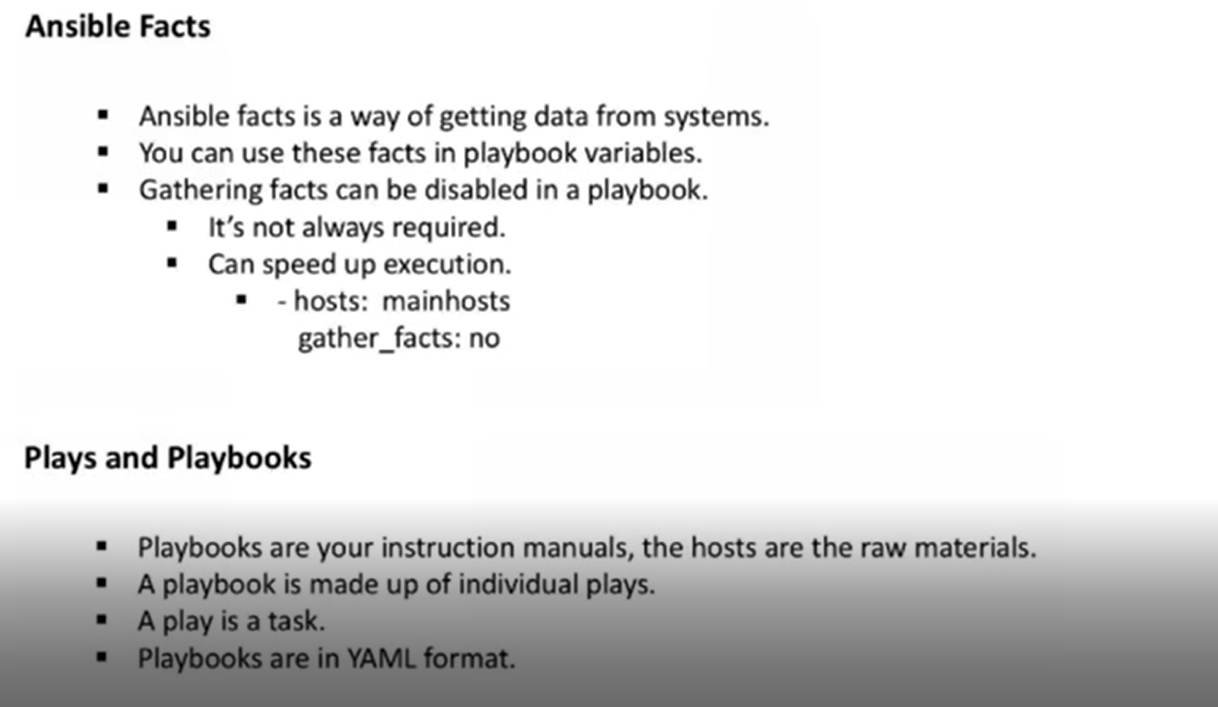 Ansible Facts
▪ Ansible facts is a way of getting data from systems.
▪ You can use these facts in playbook variables.
▪ Gathering facts can be disabled in a playbook.
▪ It’s not always required.
▪ Can speed up execution.
▪ - hosts: mainhosts
gather_facts: no
Plays and Playbooks
▪ Playbooks are your instruction manuals, the hosts are the raw materials.
▪ A playbook is made up of individual plays.
▪ A play is a task.
▪ Playbooks are in YAML format.